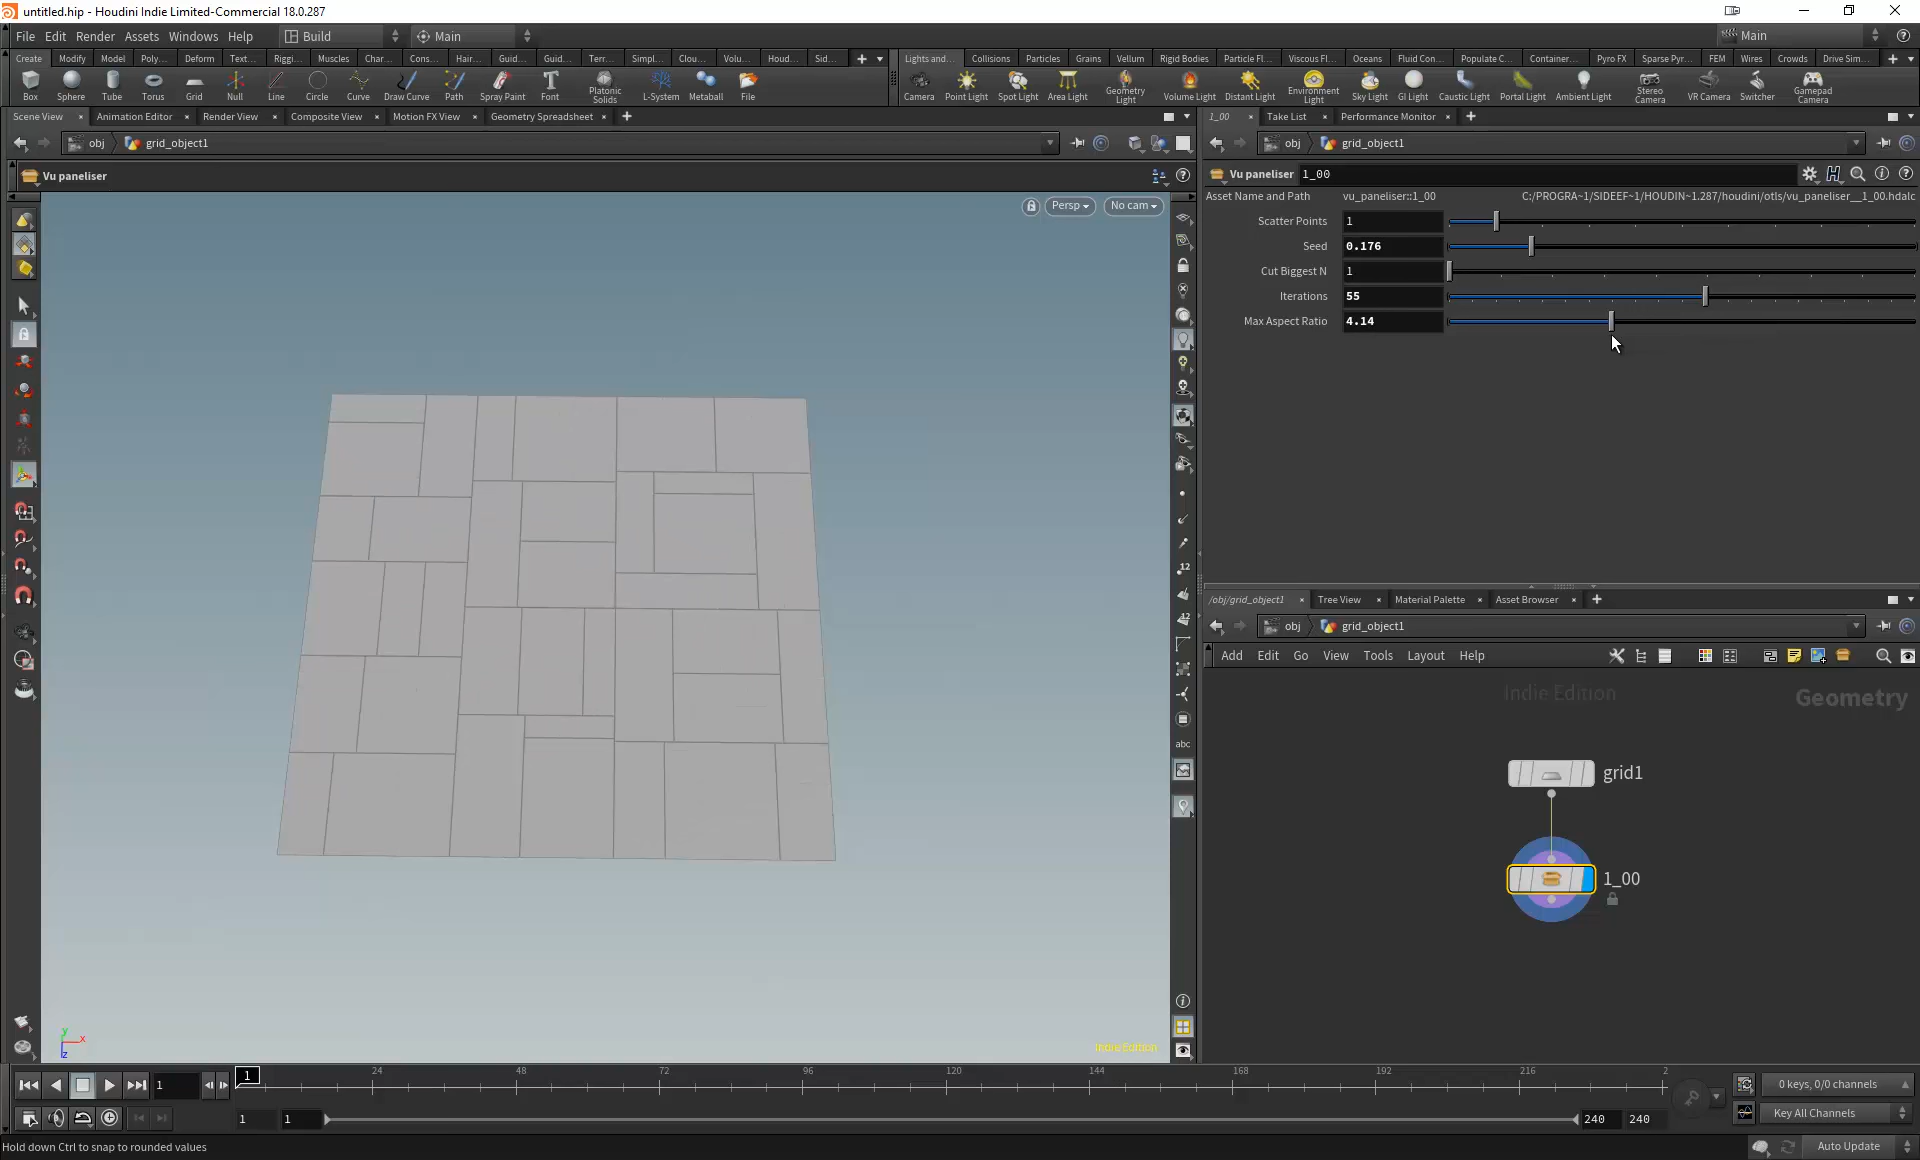 untitled.hip - Houdini Indie Limited-Commercial 18.0.287
File Edit Render Assets Windows Help Build Main Main
Create Modify Model Poly... Deform Text... Riggi... Muscles Char... Cons... Hair... Guid... Guid... Terr... Simpl... Clou... Volu... Houd... Sid...
Lights and... Collisions Particles Grains Vellum Rigid Bodies Particle Fl... Viscous Fl... Oceans Fluid Con... Populate C... Container... Pyro FX Sparse Pyr... FEM Wires Crowds Drive Sim...
Box Sphere Tube Torus Grid Null Line Circle Curve Draw Curve Path Spray Paint Font Platonic Solids L-System Metaball File
Camera Point Light Spot Light Area Light Geometry Light Volume Light Distant Light Environment Light Sky Light GI Light Caustic Light Portal Light Ambient Light Stereo Camera VR Camera Switcher Gamepad Camera
Scene View Animation Editor Render View Composite View Motion FX View Geometry Spreadsheet
1_00 Take List Performance Monitor
obj grid_object1
obj grid_object1
Vu paneliser
Vu paneliser 1_00
Asset Name and Path vu_paneliser::1_00 C:/PROGRA~1/SIDEEF~1/HOUDIN~1.287/houdini/otls/vu_paneliser__1_00.hdalc
Persp No cam
Scatter Points 1
Seed 0.176
Cut Biggest N 1
Iterations 55
Max Aspect Ratio 4.14
12
12
abc
/obj/grid_object1 Tree View Material Palette Asset Browser
obj grid_object1
Add Edit Go View Tools Layout Help
Indie Edition Geometry
grid1
1_00
y x z
Indie Edition
1 1 24 48 72 96 120 144 168 192 216 2
0 keys, 0/0 channels
1 1 240 240
Key All Channels
Hold down Ctrl to snap to rounded values
Auto Update